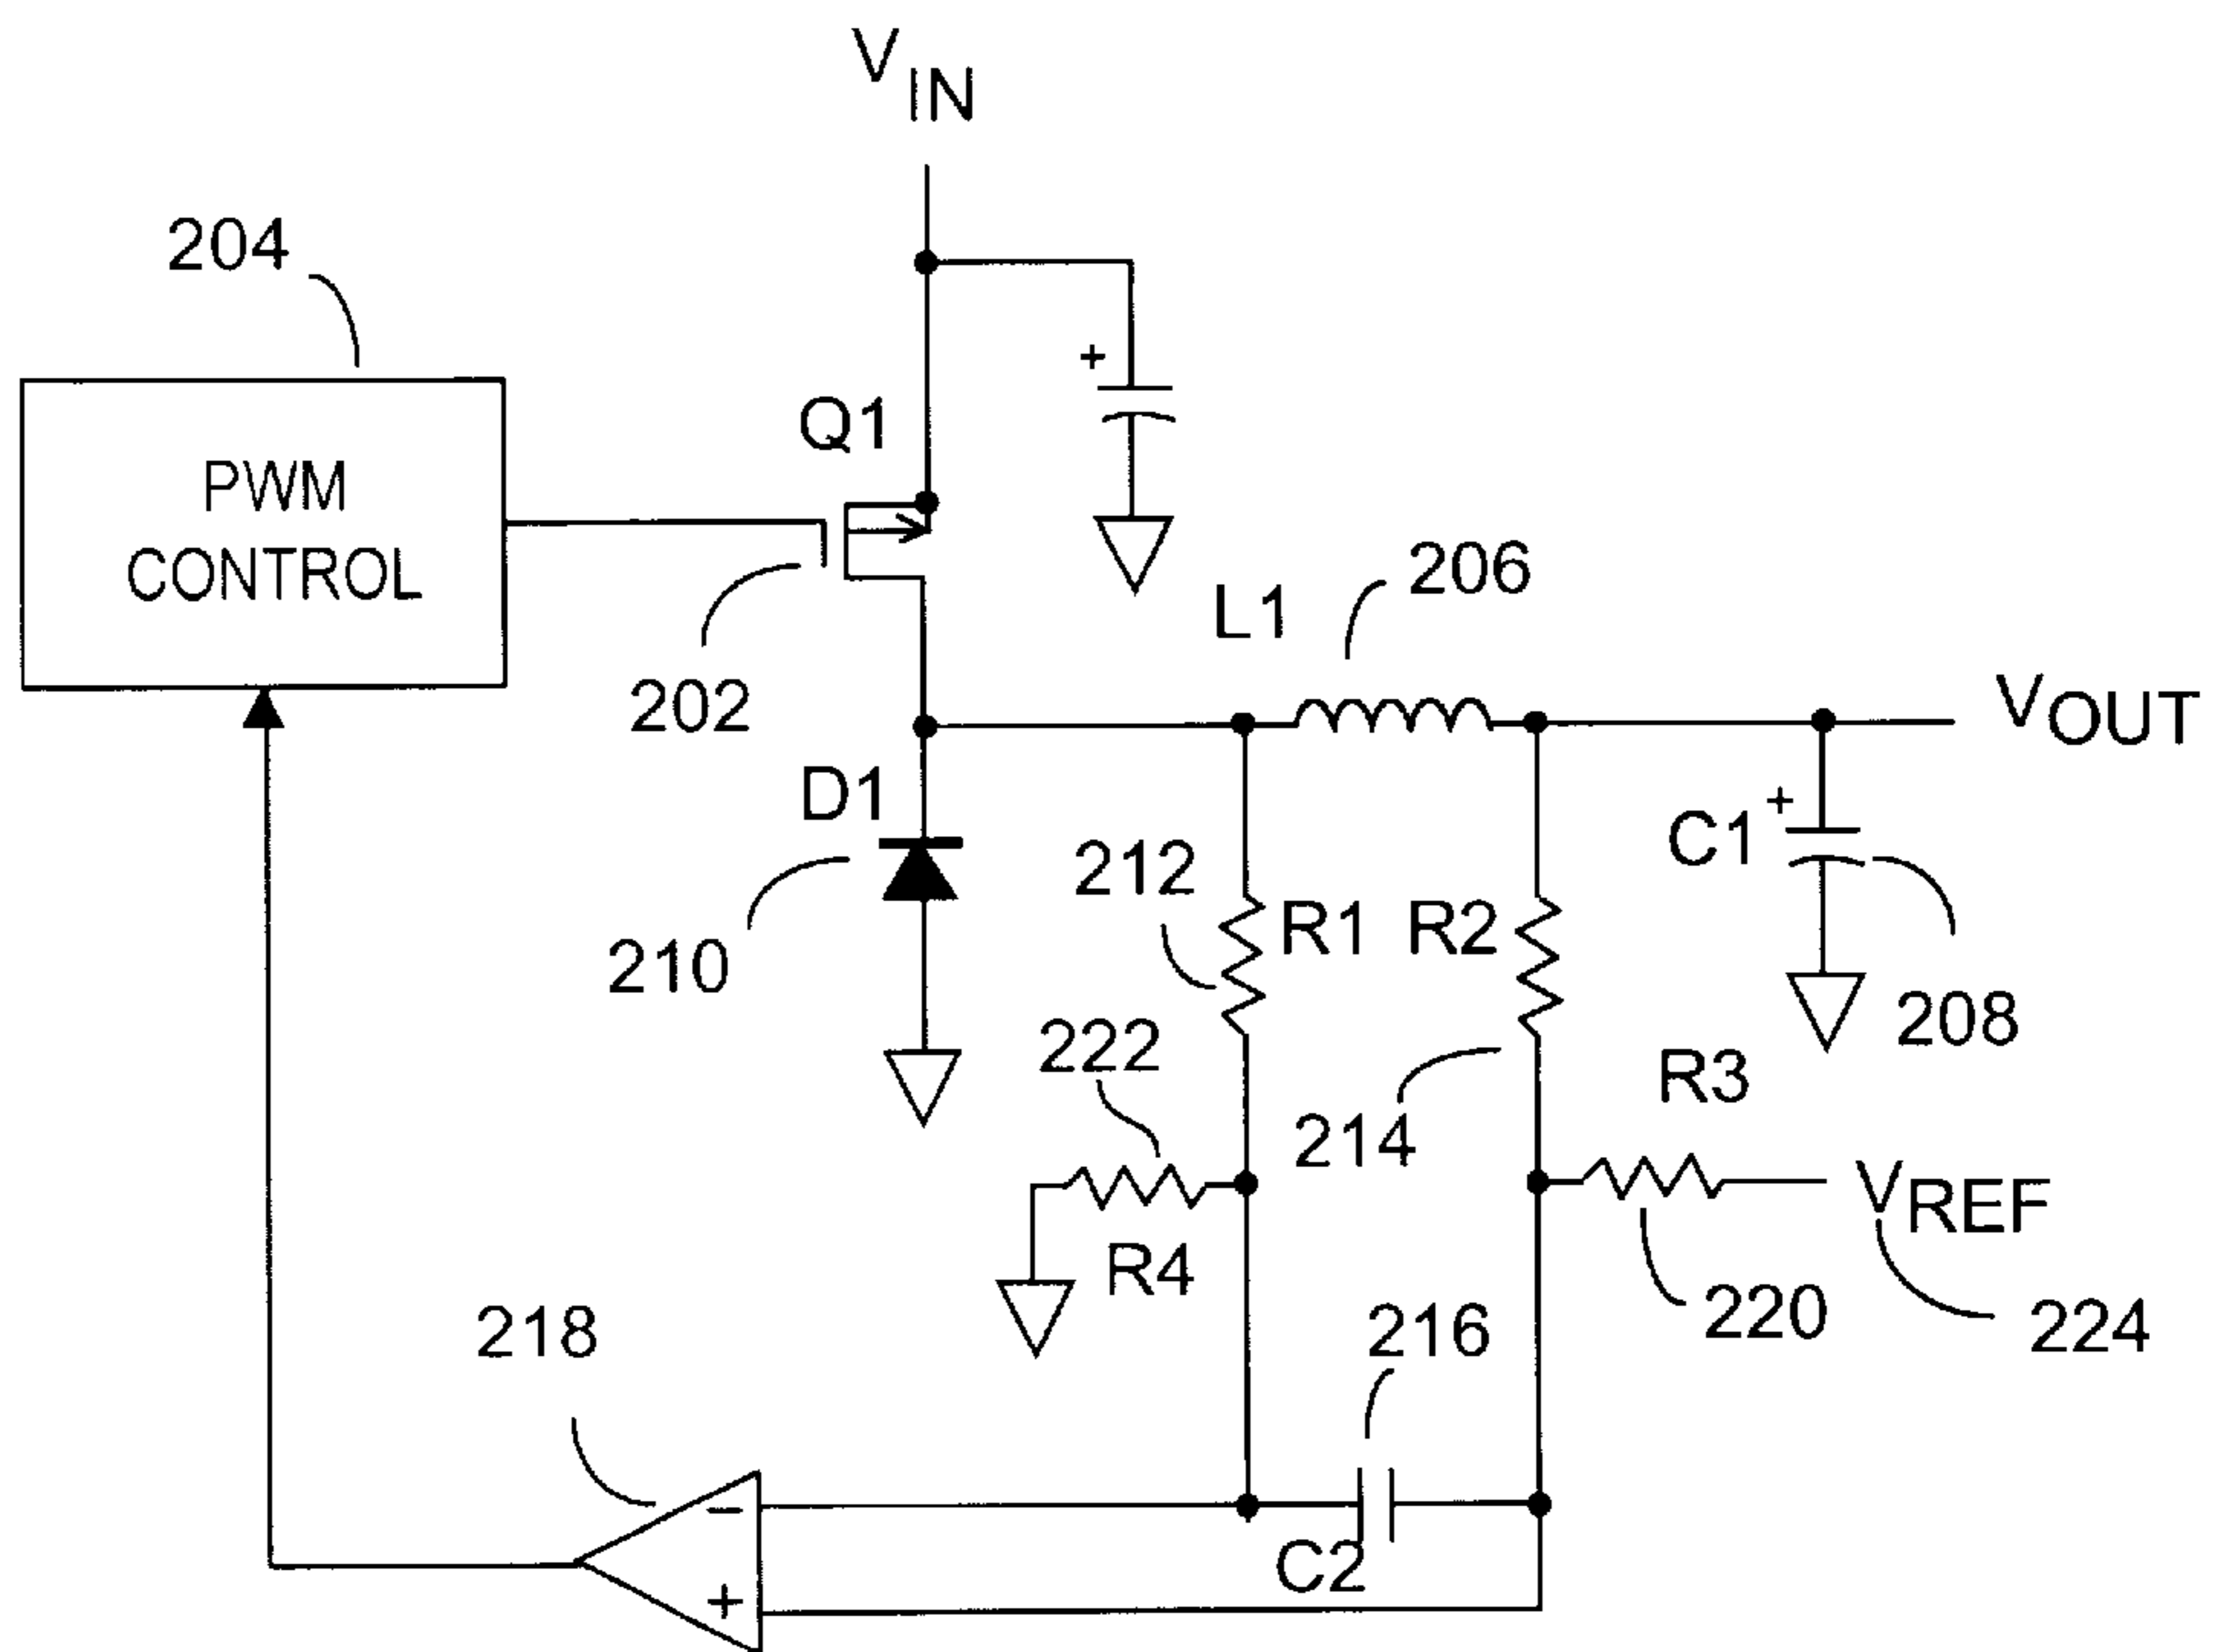 VIN
204
+
Q1
PWM
CONTROL
L1
206
202
VOUT
D1
+
C1
212
R1
R2
210
208
222
R3
214
VREF
R4
216
220
224
218
−
C2
+